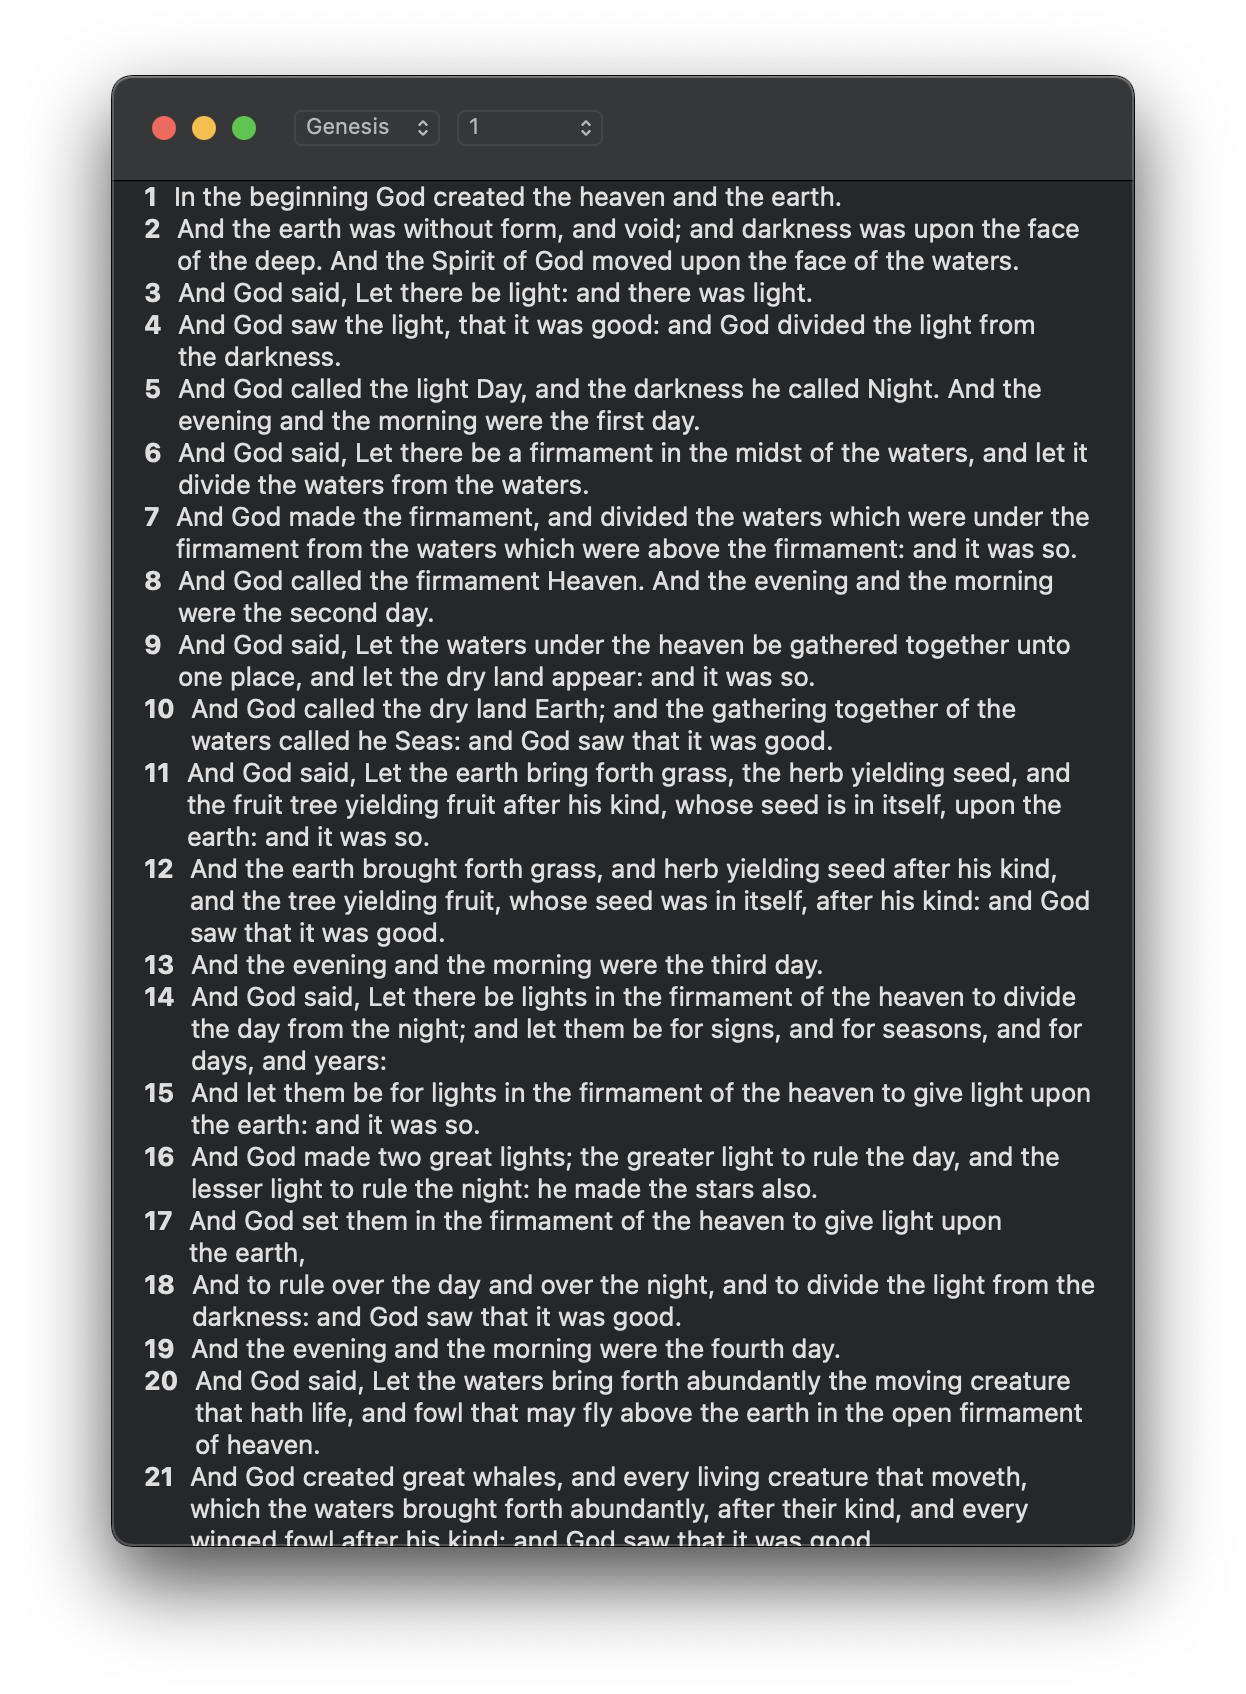 Genesis 1
1 In the beginning God created the heaven and the earth.
2 And the earth was without form, and void; and darkness was upon the face
of the deep. And the Spirit of God moved upon the face of the waters.
3 And God said, Let there be light: and there was light.
4 And God saw the light, that it was good: and God divided the light from
the darkness.
5 And God called the light Day, and the darkness he called Night. And the
evening and the morning were the first day.
6 And God said, Let there be a firmament in the midst of the waters, and let it
divide the waters from the waters.
7 And God made the firmament, and divided the waters which were under the
firmament from the waters which were above the firmament: and it was so.
8 And God called the firmament Heaven. And the evening and the morning
were the second day.
9 And God said, Let the waters under the heaven be gathered together unto
one place, and let the dry land appear: and it was so.
10 And God called the dry land Earth; and the gathering together of the
waters called he Seas: and God saw that it was good.
11 And God said, Let the earth bring forth grass, the herb yielding seed, and
the fruit tree yielding fruit after his kind, whose seed is in itself, upon the
earth: and it was so.
12 And the earth brought forth grass, and herb yielding seed after his kind,
and the tree yielding fruit, whose seed was in itself, after his kind: and God
saw that it was good.
13 And the evening and the morning were the third day.
14 And God said, Let there be lights in the firmament of the heaven to divide
the day from the night; and let them be for signs, and for seasons, and for
days, and years:
15 And let them be for lights in the firmament of the heaven to give light upon
the earth: and it was so.
16 And God made two great lights; the greater light to rule the day, and the
lesser light to rule the night: he made the stars also.
17 And God set them in the firmament of the heaven to give light upon
the earth,
18 And to rule over the day and over the night, and to divide the light from the
darkness: and God saw that it was good.
19 And the evening and the morning were the fourth day.
20 And God said, Let the waters bring forth abundantly the moving creature
that hath life, and fowl that may fly above the earth in the open firmament
of heaven.
21 And God created great whales, and every living creature that moveth,
which the waters brought forth abundantly, after their kind, and every
winged fowl after his kind: and God saw that it was good